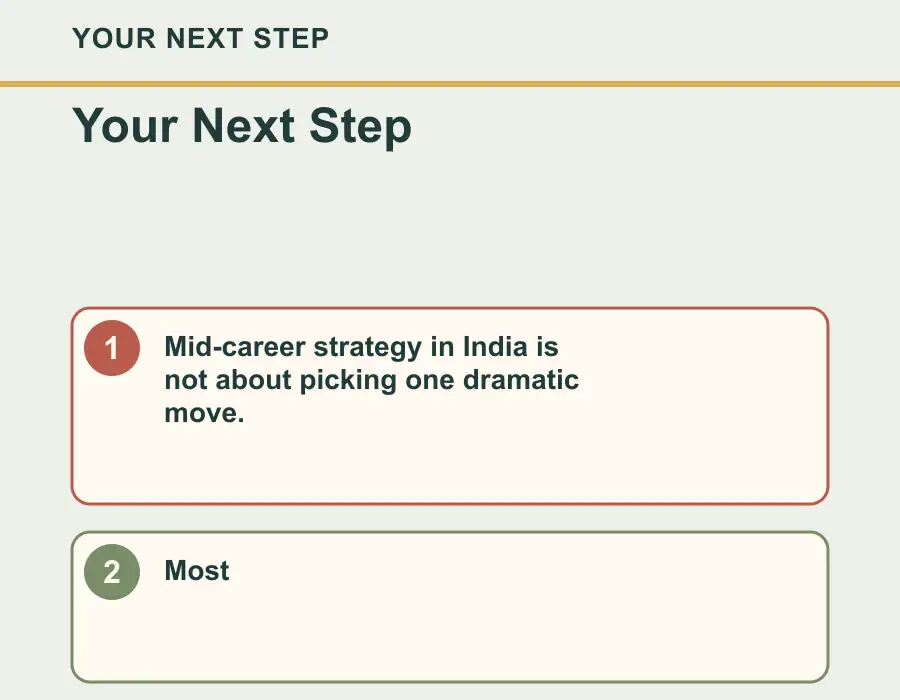 YOUR NEXT STEP
Your Next Step
1
Mid-career strategy in India is
not about picking one dramatic
move.
2
Most